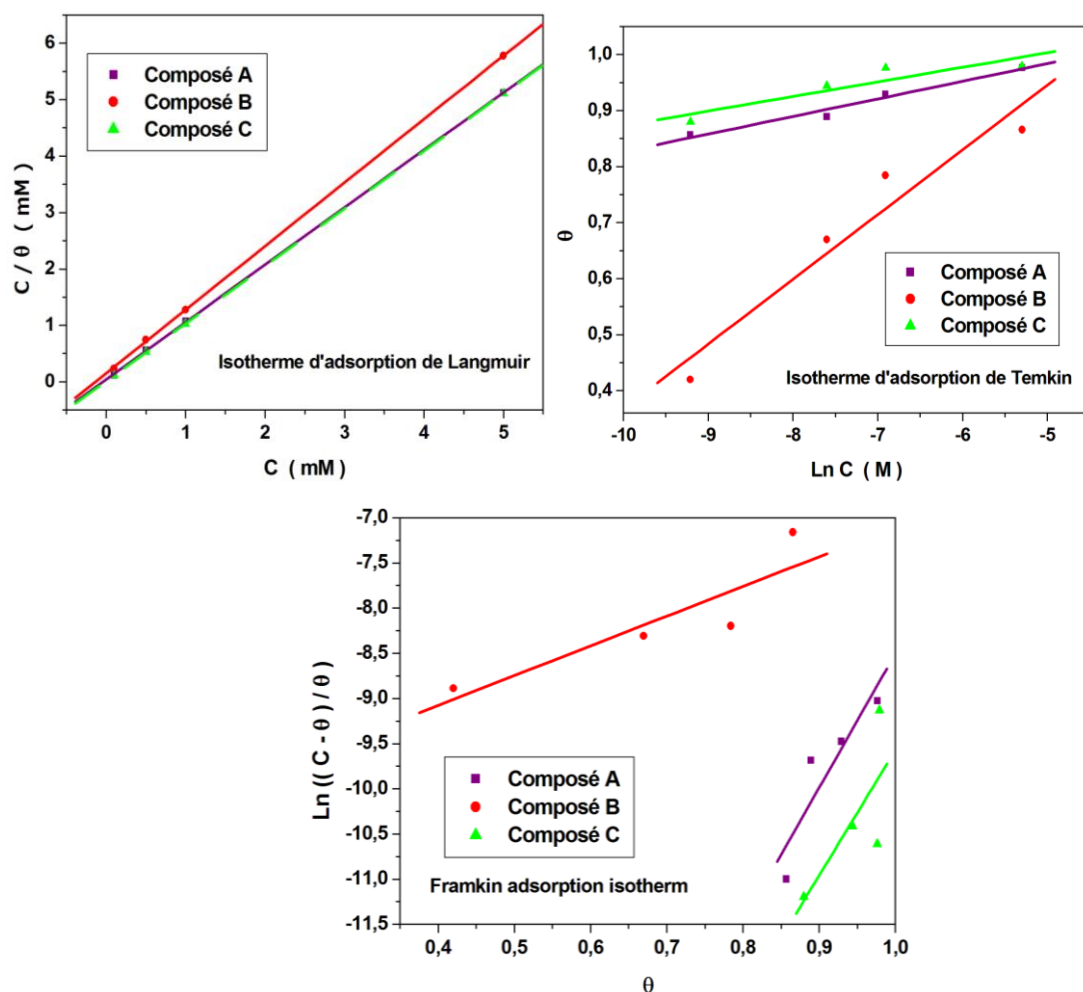 C / θ ( mM )
6
5
4
3
2
1
0
Composé A
Composé B
Composé C
Isotherme d'adsorption de Langmuir
0 1 2 3 4 5
C ( mM )
θ
1,0
0,9
0,8
0,7
0,6
0,5
0,4
Composé A
Composé B
Composé C
Isotherme d'adsorption de Temkin
-10 -9 -8 -7 -6 -5
Ln C ( M )
Ln (( C - θ ) / θ )
-7,0
-7,5
-8,0
-8,5
-9,0
-9,5
-10,0
-10,5
-11,0
-11,5
Composé A
Composé B
Composé C
Framkin adsorption isotherm
0,4 0,5 0,6 0,7 0,8 0,9 1,0
θ